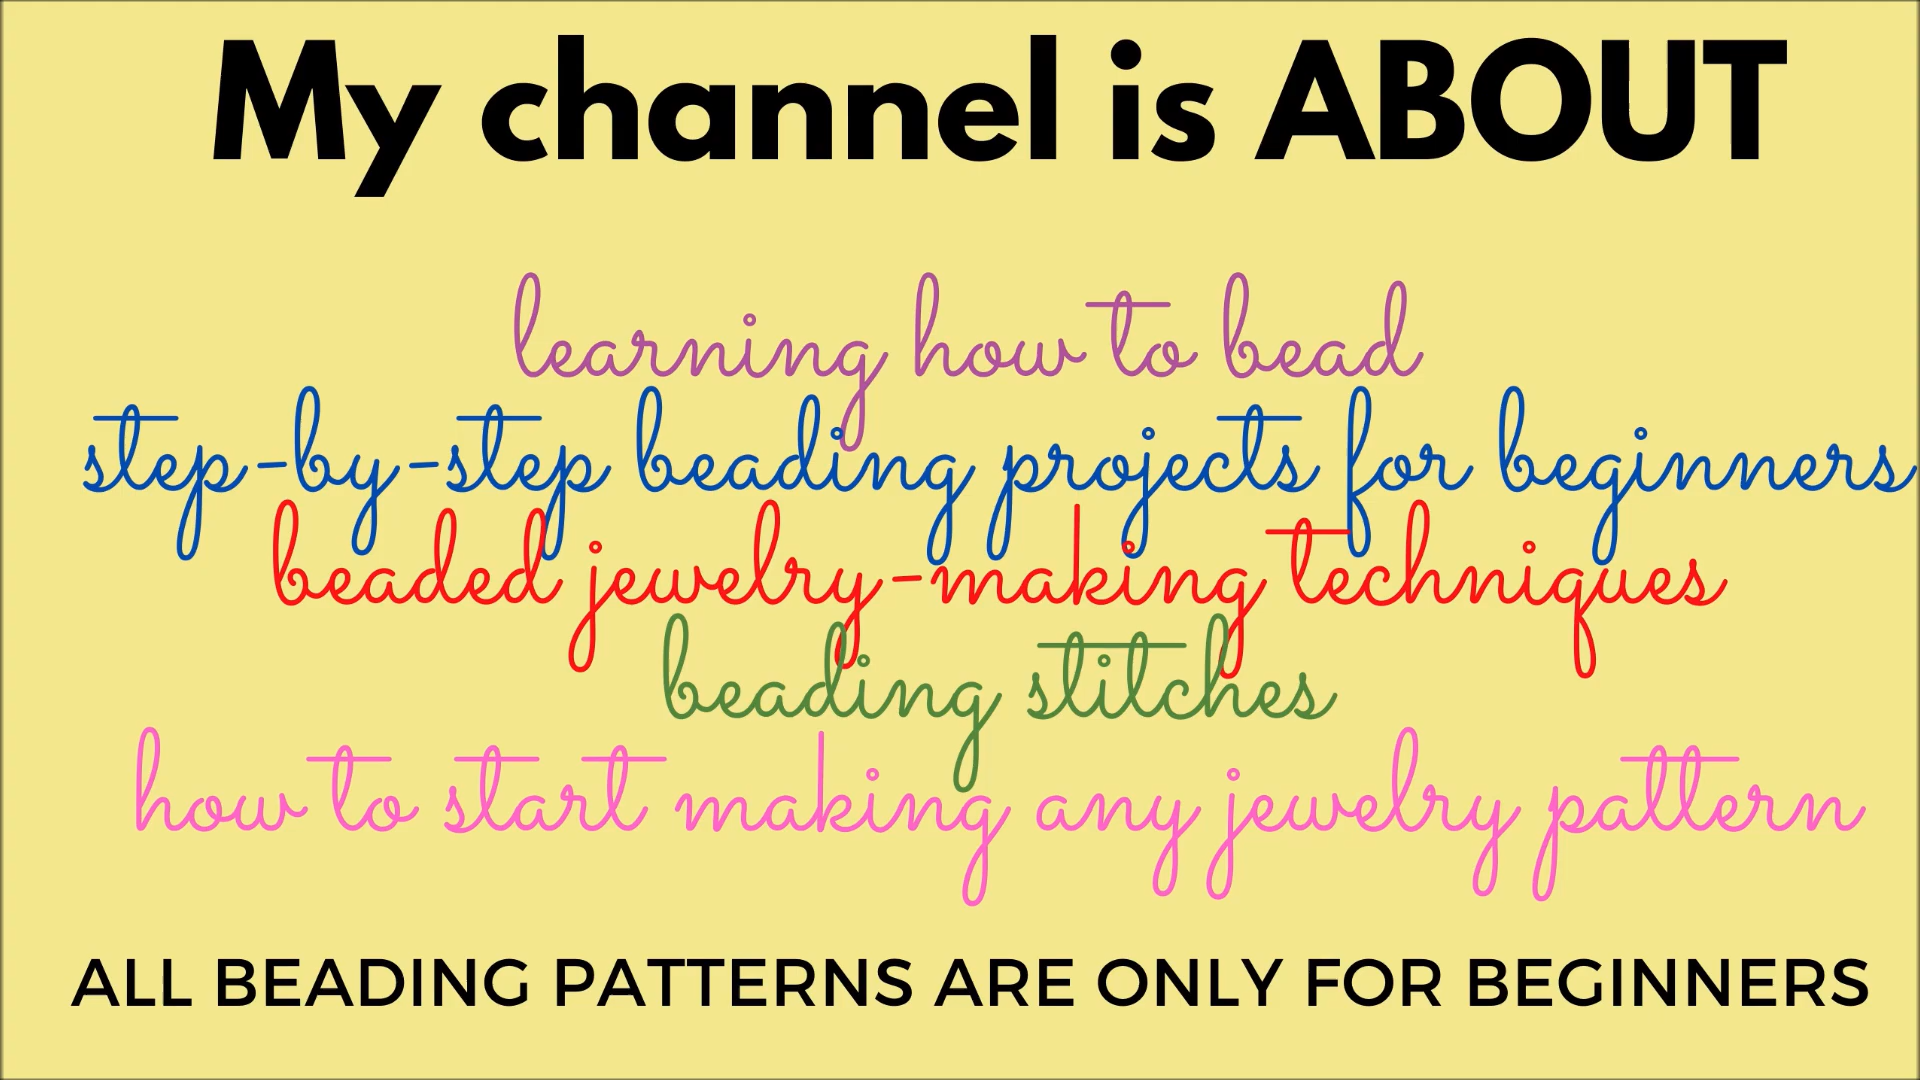 My channel is ABOUT
learning how to bead
step-by-step beading projects for beginners
beaded jewelry-making techniques
beading stitches
how to start making any jewelry pattern
ALL BEADING PATTERNS ARE ONLY FOR BEGINNERS